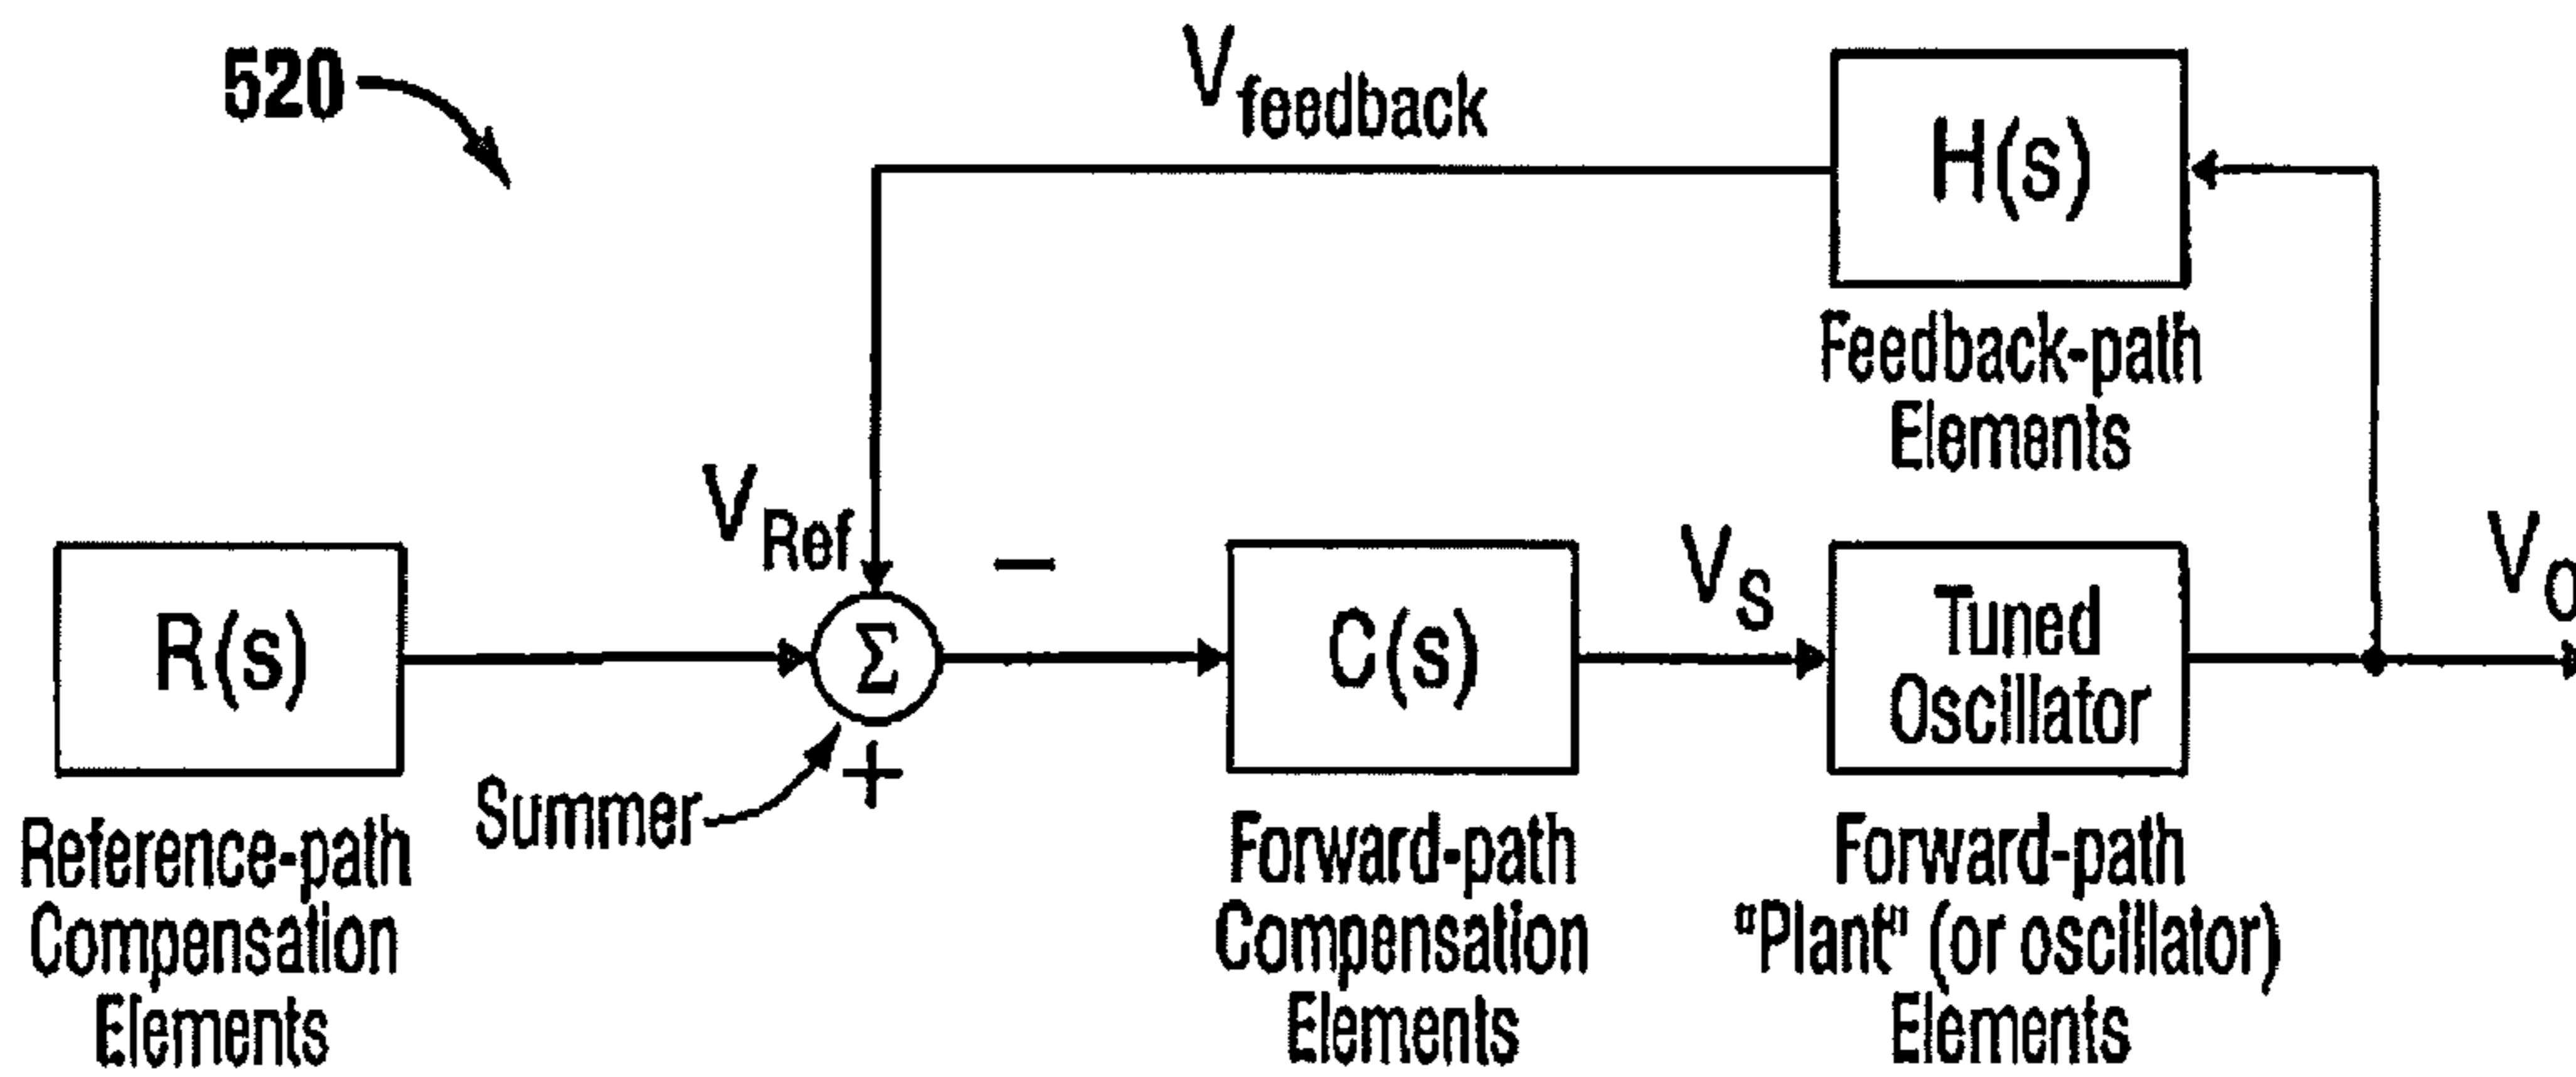 520
V feedback
H(s)
Feedback-path
Elements
V Ref
−
R(s)
Σ
C(s)
V S
Tuned
Oscillator
V O
Summer
+
Reference-path
Compensation
Elements
Forward-path
Compensation
Elements
Forward-path
"Plant" (or oscillator)
Elements